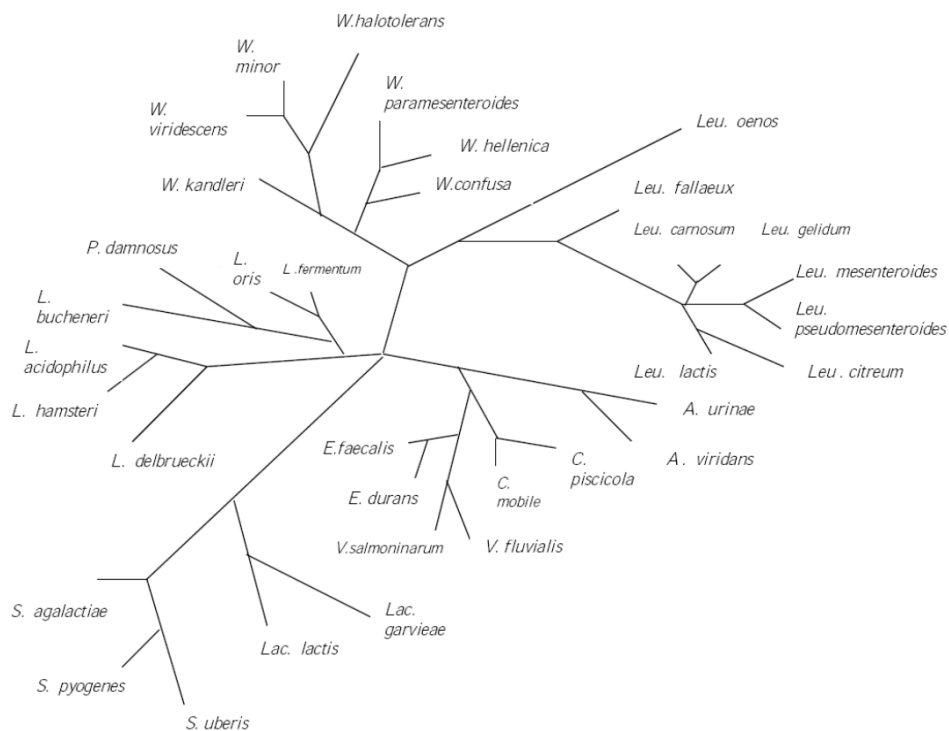 W.halotolerans
W.
minor
W.
paramesenteroides
W.
viridescens
Leu. oenos
W. hellenica
W. kandleri
W.confusa
Leu. fallaeux
Leu. carnosum
Leu. gelidum
P. damnosus
L.
oris
L .fermentum
Leu. mesenteroides
L.
bucheneri
Leu.
pseudomesenteroides
L.
acidophilus
Leu. lactis
Leu . citreum
L. hamsteri
A. urinae
L. delbrueckii
E.faecalis
C.
piscicola
A . viridans
E. durans
C.
mobile
V.salmoninarum
V. fluvialis
S. agalactiae
Lac.
garvieae
Lac. lactis
S. pyogenes
S. uberis